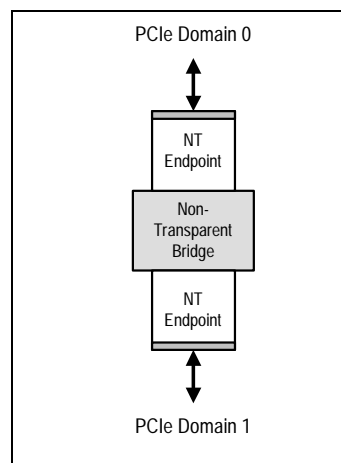 PCIe Domain 0
NT
Endpoint
Non-
Transparent
Bridge
NT
Endpoint
PCIe Domain 1